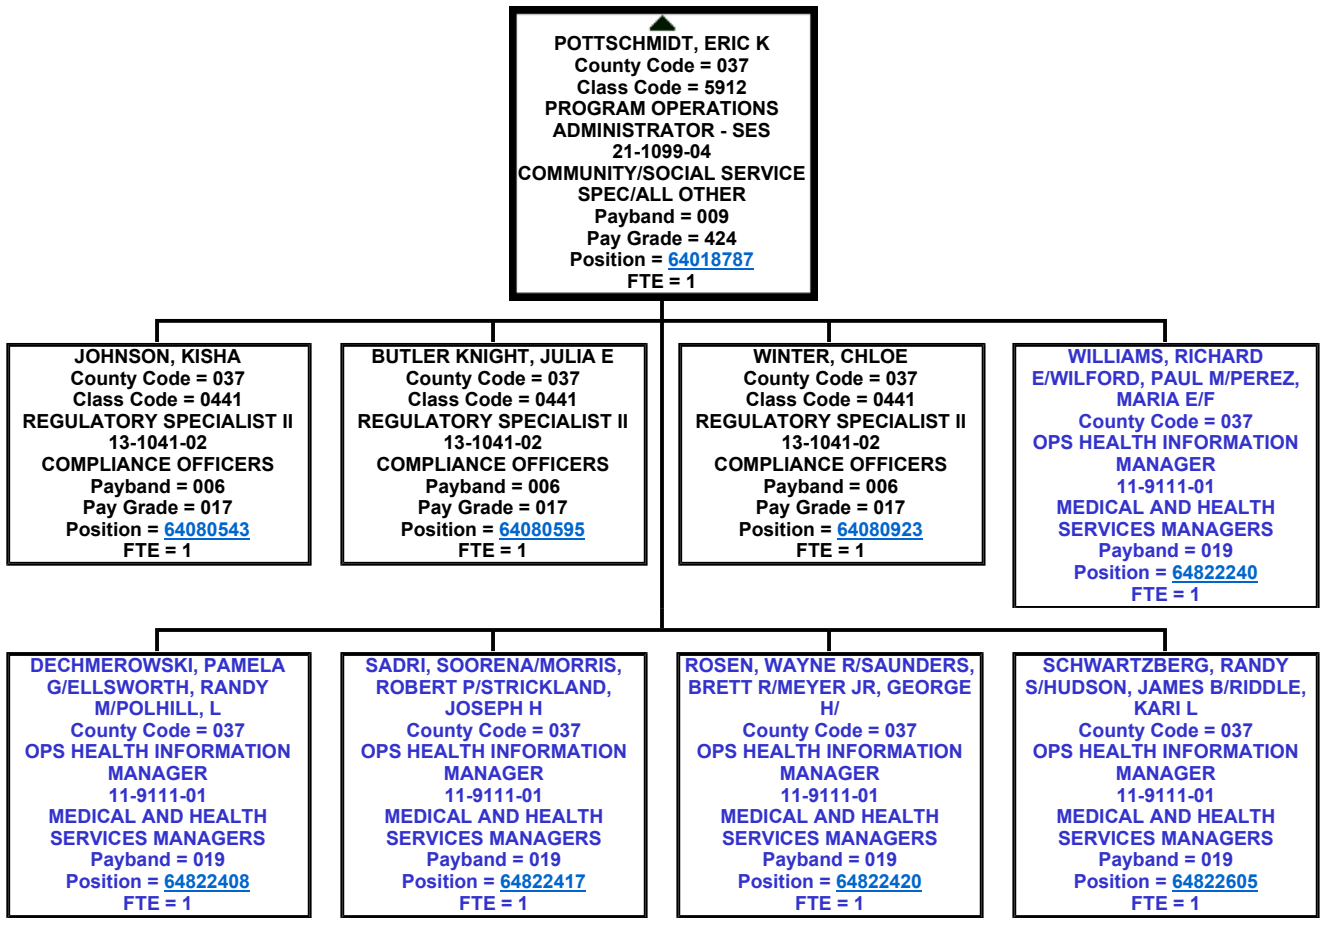 POTTSCHMIDT, ERIC K
County Code = 037
Class Code = 5912
PROGRAM OPERATIONS
ADMINISTRATOR - SES
21-1099-04
COMMUNITY/SOCIAL SERVICE
SPEC/ALL OTHER
Payband = 009
Pay Grade = 424
Position = 64018787
FTE = 1
JOHNSON, KISHA
County Code = 037
Class Code = 0441
REGULATORY SPECIALIST II
13-1041-02
COMPLIANCE OFFICERS
Payband = 006
Pay Grade = 017
Position = 64080543
FTE = 1
BUTLER KNIGHT, JULIA E
County Code = 037
Class Code = 0441
REGULATORY SPECIALIST II
13-1041-02
COMPLIANCE OFFICERS
Payband = 006
Pay Grade = 017
Position = 64080595
FTE = 1
WINTER, CHLOE
County Code = 037
Class Code = 0441
REGULATORY SPECIALIST II
13-1041-02
COMPLIANCE OFFICERS
Payband = 006
Pay Grade = 017
Position = 64080923
FTE = 1
WILLIAMS, RICHARD
E/WILFORD, PAUL M/PEREZ,
MARIA E/F
County Code = 037
OPS HEALTH INFORMATION
MANAGER
11-9111-01
MEDICAL AND HEALTH
SERVICES MANAGERS
Payband = 019
Position = 64822240
FTE = 1
DECHMEROWSKI, PAMELA
G/ELLSWORTH, RANDY
M/POLHILL, L
County Code = 037
OPS HEALTH INFORMATION
MANAGER
11-9111-01
MEDICAL AND HEALTH
SERVICES MANAGERS
Payband = 019
Position = 64822408
FTE = 1
SADRI, SOORENA/MORRIS,
ROBERT P/STRICKLAND,
JOSEPH H
County Code = 037
OPS HEALTH INFORMATION
MANAGER
11-9111-01
MEDICAL AND HEALTH
SERVICES MANAGERS
Payband = 019
Position = 64822417
FTE = 1
ROSEN, WAYNE R/SAUNDERS,
BRETT R/MEYER JR, GEORGE
H/
County Code = 037
OPS HEALTH INFORMATION
MANAGER
11-9111-01
MEDICAL AND HEALTH
SERVICES MANAGERS
Payband = 019
Position = 64822420
FTE = 1
SCHWARTZBERG, RANDY
S/HUDSON, JAMES B/RIDDLE,
KARI L
County Code = 037
OPS HEALTH INFORMATION
MANAGER
11-9111-01
MEDICAL AND HEALTH
SERVICES MANAGERS
Payband = 019
Position = 64822605
FTE = 1